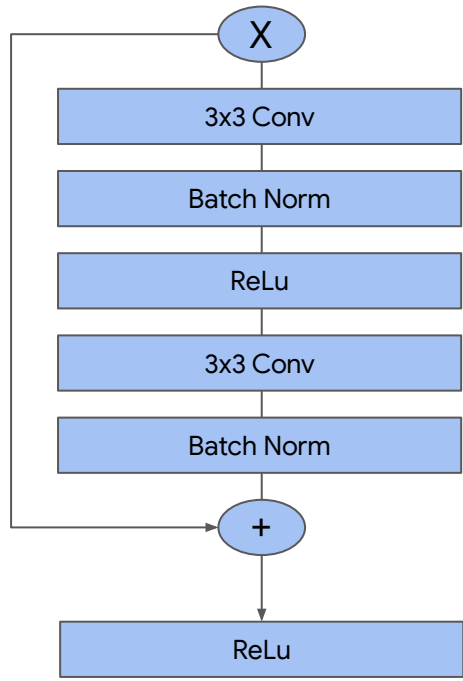 X
3x3 Conv
Batch Norm
ReLu
3x3 Conv
Batch Norm
+
ReLu